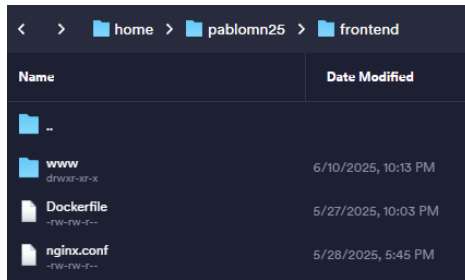 < > home > pablomn25 > frontend
Name Date Modified
..
www 6/10/2025, 10:13 PM
drwxr-xr-x
Dockerfile 5/27/2025, 10:03 PM
-rw-rw-r--
nginx.conf 5/28/2025, 5:45 PM
-rw-rw-r--